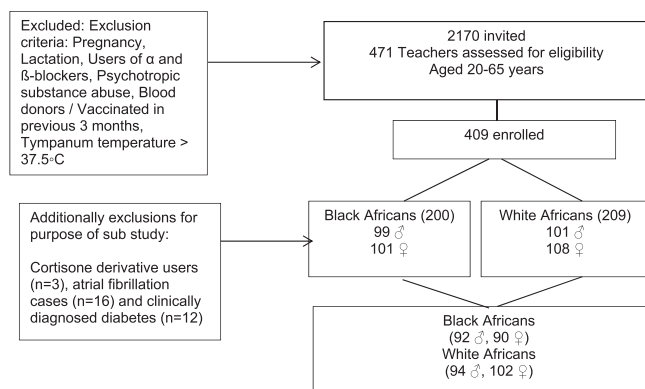 Excluded: Exclusion
criteria: Pregnancy,
Lactation, Users of α and
ß-blockers, Psychotropic
substance abuse, Blood
donors / Vaccinated in
previous 3 months,
Tympanum temperature >
37.5◦C
2170 invited
471 Teachers assessed for eligibility
Aged 20-65 years
409 enrolled
Additionally exclusions for
purpose of sub study:
Cortisone derivative users
(n=3), atrial fibrillation
cases (n=16) and clinically
diagnosed diabetes (n=12)
Black Africans (200)
99 ♂
101 ♀
White Africans (209)
101 ♂
108 ♀
Black Africans
(92 ♂, 90 ♀)
White Africans
(94 ♂, 102 ♀)